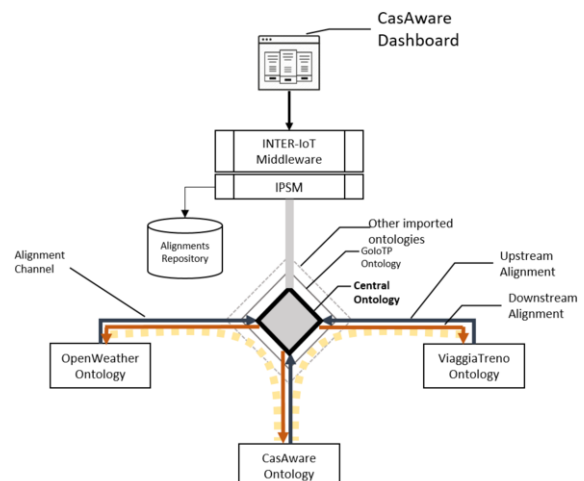 CasAware
Dashboard
INTER-IoT
Middleware
IPSM
Alignments
Repository
Other imported
ontologies
GoIoTP
Ontology
Central
Ontology
Alignment
Channel
Upstream
Alignment
Downstream
Alignment
OpenWeather
Ontology
ViaggiaTreno
Ontology
CasAware
Ontology